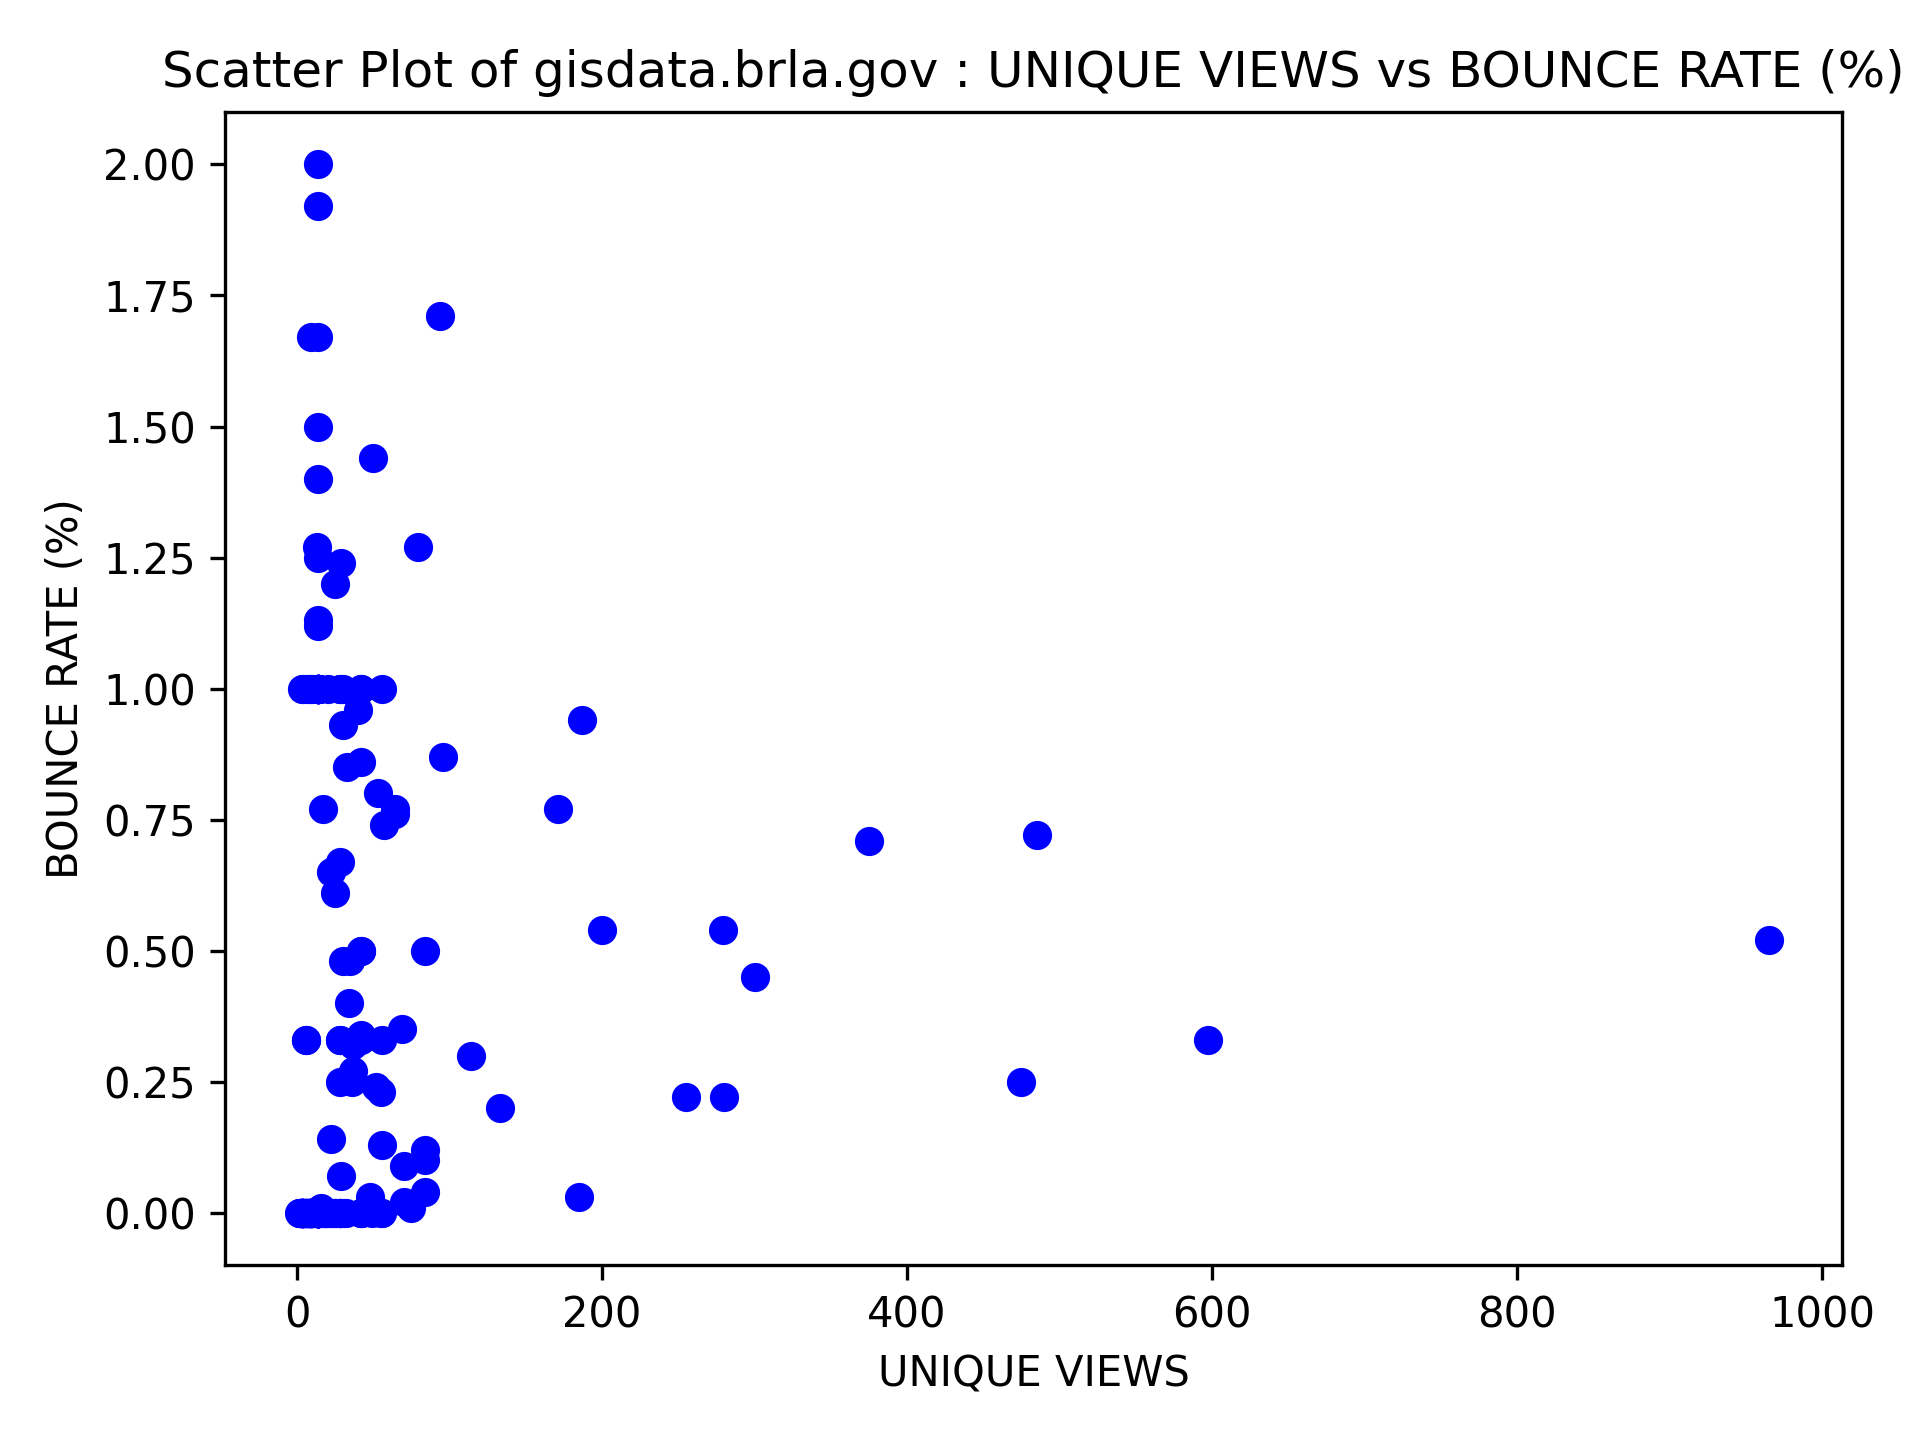 Scatter Plot of gisdata.brla.gov : UNIQUE VIEWS vs BOUNCE RATE (%)
2.00
1.75
1.50
1.25
1.00
0.75
0.50
0.25
0.00
BOUNCE RATE (%)
0 200 400 600 800 1000
UNIQUE VIEWS